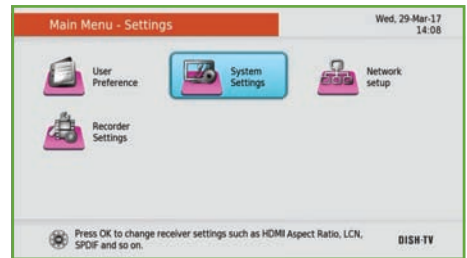 Main Menu - Settings
Wed, 29-Mar-17
14:08
User
Preference
System
Settings
Network
setup
Recorder
Settings
Press OK to change receiver settings such as HDMI Aspect Ratio, LCN,
SPDIF and so on.
DISH-TV